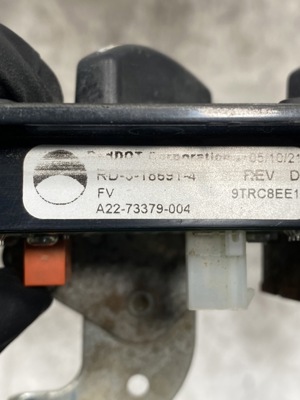 RedDOT Corporation 05/10/21
RD-5-18691-4 REV D
FV 9TRC8EE1
A22-73379-004